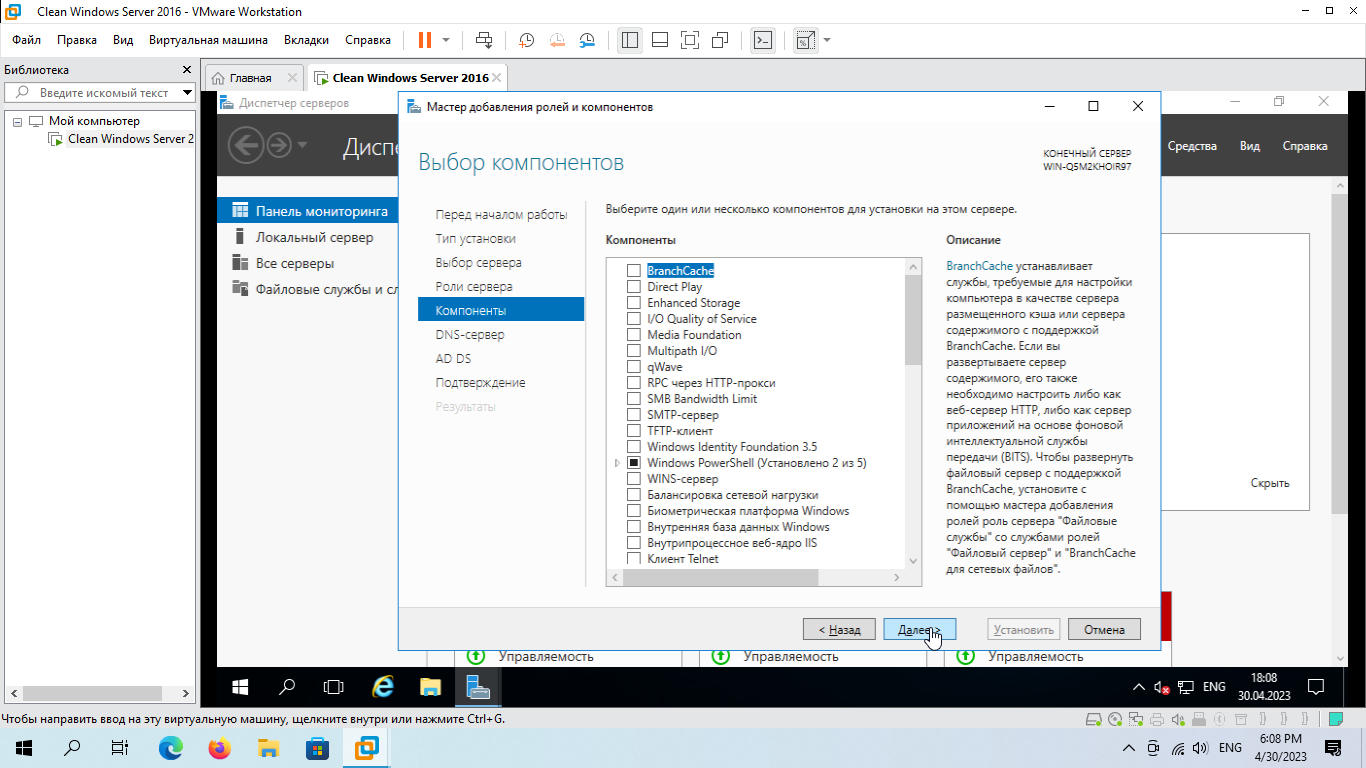 Clean Windows Server 2016 - VMware Workstation
Файл Правка Вид Виртуальная машина Вкладки Справка
Библиотека
Введите искомый текст
Мой компьютер
Clean Windows Server 2
Главная
Clean Windows Server 2016
Диспетчер серверов
Диспе
Средства Вид Справка
Панель мониторинга
Локальный сервер
Все серверы
Файловые службы и сл
Мастер добавления ролей и компонентов
Выбор компонентов
КОНЕЧНЫЙ СЕРВЕР
WIN-Q5M2KHOIR97
Перед началом работы
Тип установки
Выбор сервера
Роли сервера
Компоненты
DNS-сервер
AD DS
Подтверждение
Результаты
Выберите один или несколько компонентов для установки на этом сервере.
Компоненты
BranchCache
Direct Play
Enhanced Storage
I/O Quality of Service
Media Foundation
Multipath I/O
qWave
RPC через HTTP-прокси
SMB Bandwidth Limit
SMTP-сервер
TFTP-клиент
Windows Identity Foundation 3.5
Windows PowerShell (Установлено 2 из 5)
WINS-сервер
Балансировка сетевой нагрузки
Биометрическая платформа Windows
Внутренняя база данных Windows
Внутрипроцессное веб-ядро IIS
Клиент Telnet
Описание
BranchCache устанавливает
службы, требуемые для настройки
компьютера в качестве сервера
размещенного кэша или сервера
содержимого с поддержкой
BranchCache. Если вы
развертываете сервер
содержимого, его также
необходимо настроить либо как
веб-сервер HTTP, либо как сервер
приложений на основе фоновой
интеллектуальной службы
передачи (BITS). Чтобы развернуть
файловый сервер с поддержкой
BranchCache, установите с
помощью мастера добавления
ролей роль сервера "Файловые
службы" со службами ролей
"Файловый сервер" и "BranchCache
для сетевых файлов".
Скрыть
< Назад Далее > Установить Отмена
Управляемость Управляемость Управляемость
ENG
18:08
30.04.2023
Чтобы направить ввод на эту виртуальную машину, щелкните внутри или нажмите Ctrl+G.
ENG
6:08 PM
4/30/2023